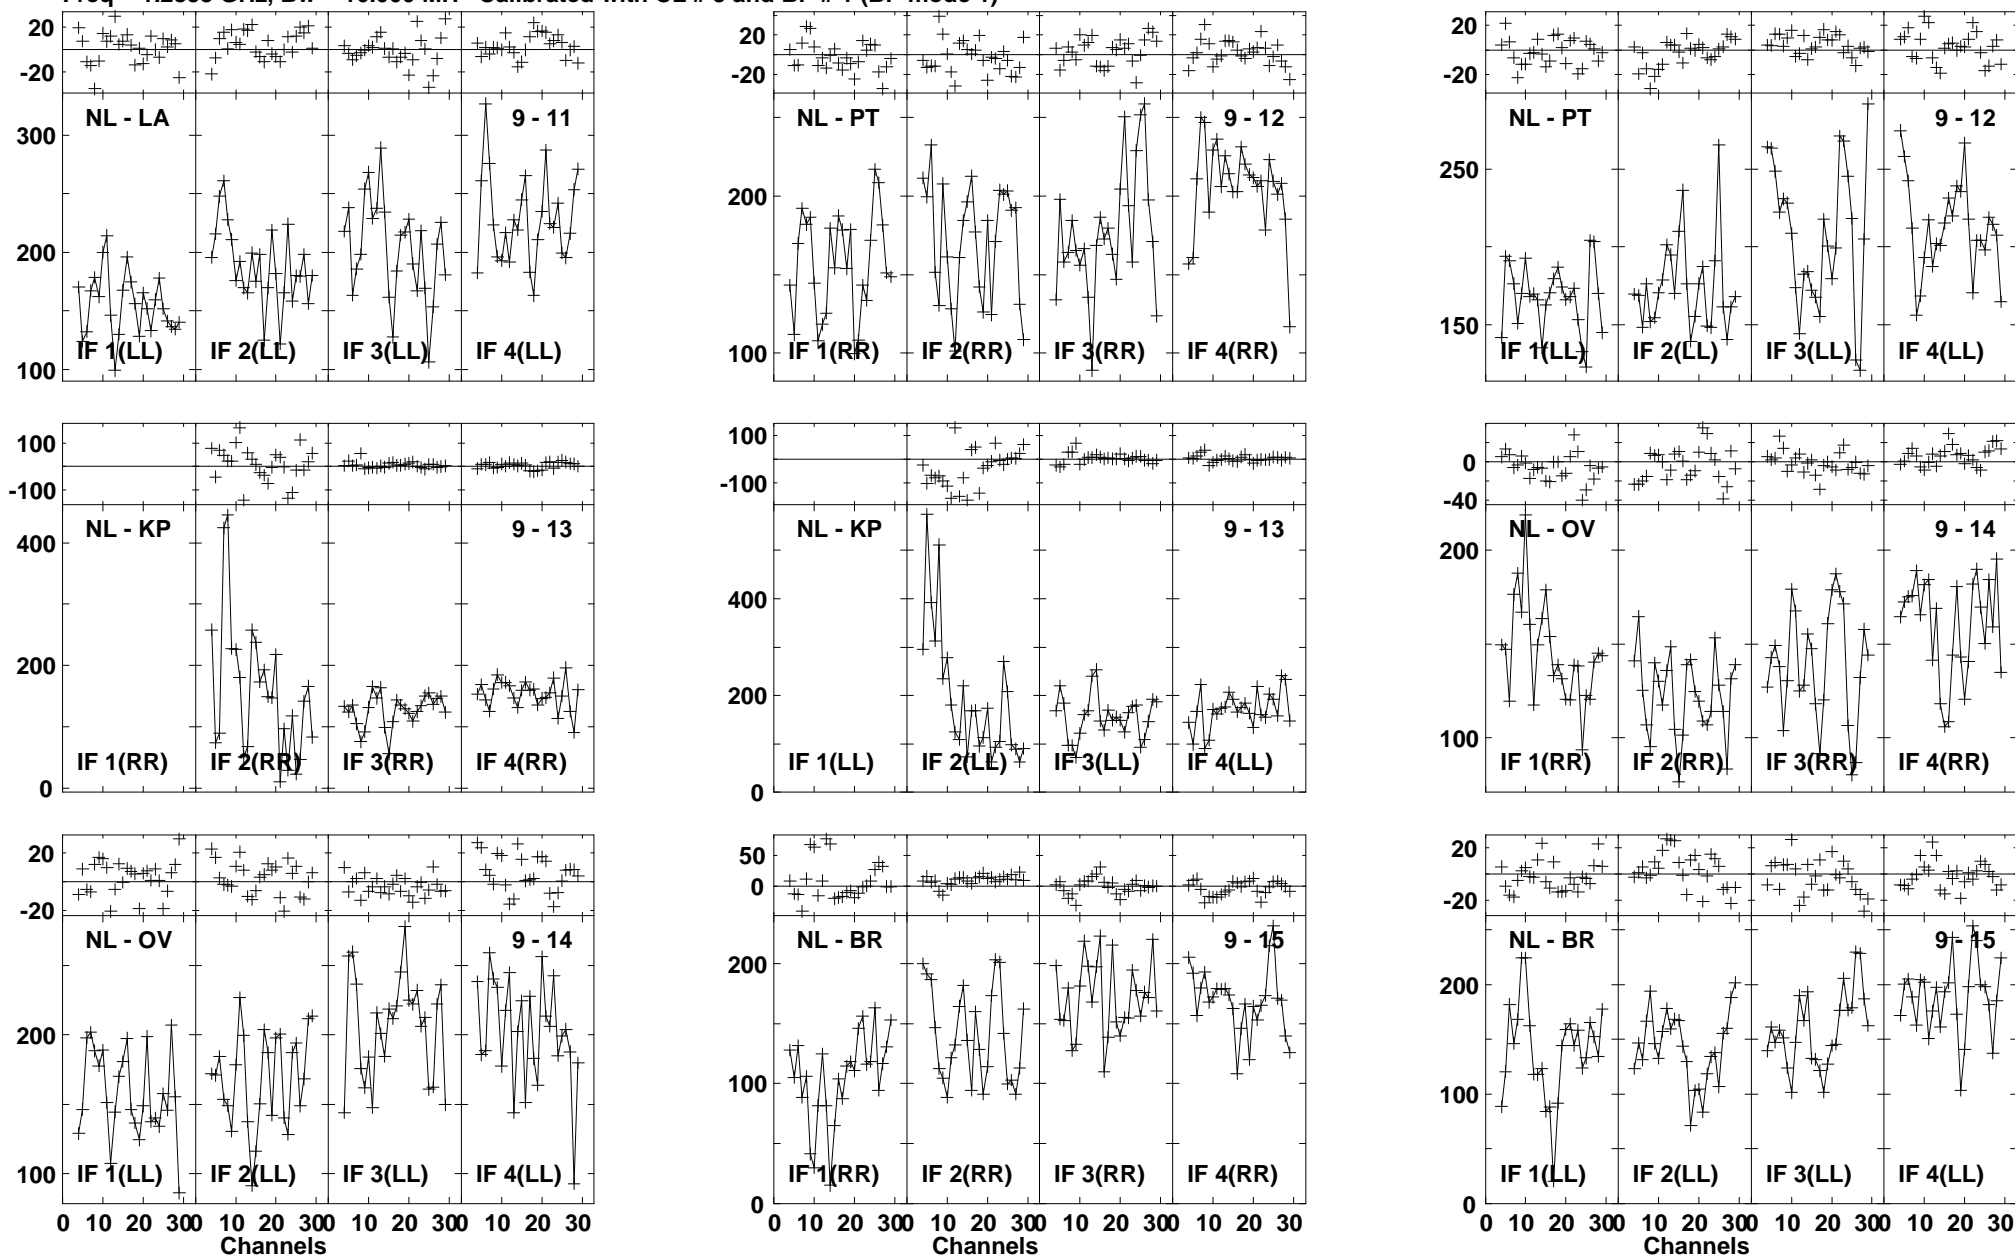 20
-20
NL - LA
9 - 11
300
200
100
IF 1(LL)
IF 2(LL)
IF 3(LL)
IF 4(LL)
20
-20
NL - PT
9 - 12
200
100
IF 1(RR)
IF 2(RR)
IF 3(RR)
IF 4(RR)
20
-20
NL - PT
9 - 12
250
150
IF 1(LL)
IF 2(LL)
IF 3(LL)
IF 4(LL)
100
-100
NL - KP
9 - 13
400
200
0
IF 1(RR)
IF 2(RR)
IF 3(RR)
IF 4(RR)
100
-100
NL - KP
9 - 13
400
200
0
IF 1(LL)
IF 2(LL)
IF 3(LL)
IF 4(LL)
0
-40
NL - OV
9 - 14
200
100
IF 1(RR)
IF 2(RR)
IF 3(RR)
IF 4(RR)
20
-20
NL - OV
9 - 14
200
100
IF 1(LL)
IF 2(LL)
IF 3(LL)
IF 4(LL)
0 10 20 30 0 10 20 30 0 10 20 30 0 10 20 30
Channels
50
0
NL - BR
9 - 15
200
100
0
IF 1(RR)
IF 2(RR)
IF 3(RR)
IF 4(RR)
0 10 20 30 0 10 20 30 0 10 20 30 0 10 20 30
Channels
20
-20
NL - BR
9 - 15
200
100
0
IF 1(LL)
IF 2(LL)
IF 3(LL)
IF 4(LL)
0 10 20 30 0 10 20 30 0 10 20 30 0 10 20 30
Channels